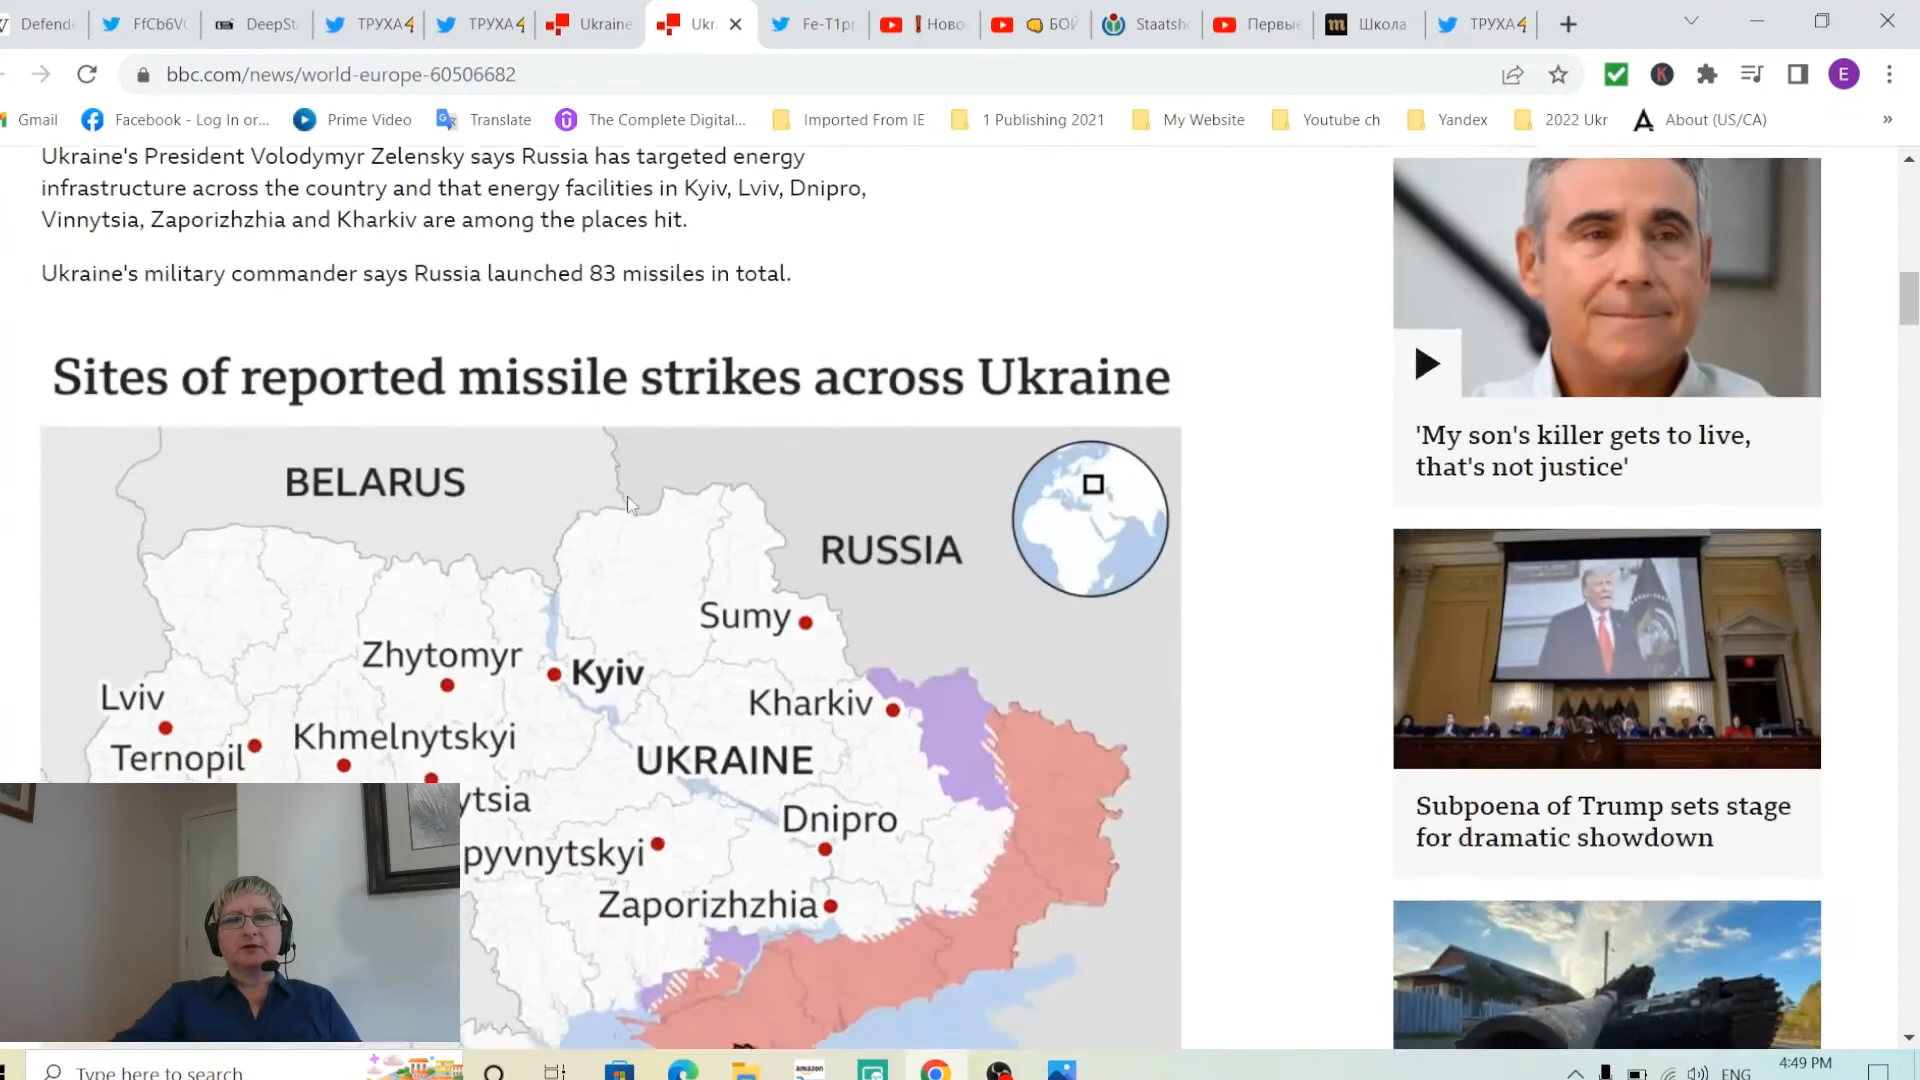 Defend
FfCb6V
DeepSt
ТРУХА
ТРУХА
Ukraine
Ukr
Fe-T1p
Ново
БОЙ
Staatsh
Первы
m Школа
ТРУХА
bbc.com/news/world-europe-60506682
K
E
Gmail
Facebook - Log In or...
Prime Video
Translate
The Complete Digital...
Imported From IE
1 Publishing 2021
My Website
Youtube ch
Yandex
2022 Ukr
About (US/CA)
»
Ukraine's President Volodymyr Zelensky says Russia has targeted energy
infrastructure across the country and that energy facilities in Kyiv, Lviv, Dnipro,
Vinnytsia, Zaporizhzhia and Kharkiv are among the places hit.
Ukraine's military commander says Russia launched 83 missiles in total.
Sites of reported missile strikes across Ukraine
BELARUS
RUSSIA
Sumy
Zhytomyr
Kyiv
Lviv
Kharkiv
Ternopil
Khmelnytskyi
UKRAINE
ytsia
Dnipro
pyvnytskyi
Zaporizhzhia
'My son's killer gets to live,
that's not justice'
Subpoena of Trump sets stage
for dramatic showdown
Type here to search
amazon
ENG
4:49 PM